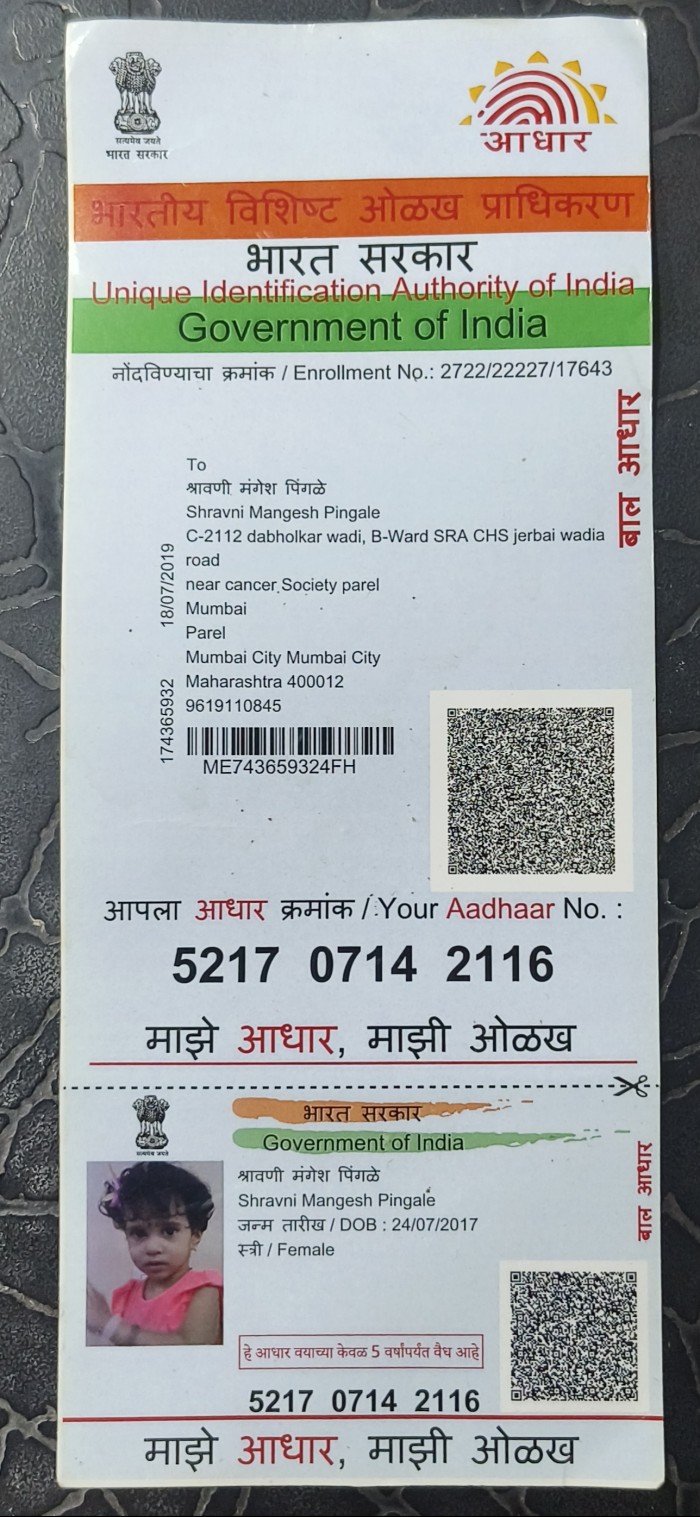 सत्यमेव जयते
भारत सरकार
आधार
भारतीय विशिष्ट ओळख प्राधिकरण
भारत सरकार
Unique Identification Authority of India
Government of India
नोंदविण्याचा क्रमांक / Enrollment No.: 2722/22227/17643
बाल आधार
To
श्रावणी मंगेश पिंगळे
Shravni Mangesh Pingale
C-2112 dabholkar wadi, B-Ward SRA CHS jerbai wadia
road
near cancer Society parel
Mumbai
Parel
Mumbai City Mumbai City
Maharashtra 400012
9619110845
18/07/2019
174365932
ME743659324FH
आपला आधार क्रमांक / Your Aadhaar No. :
5217 0714 2116
माझे आधार, माझी ओळख
सत्यमेव जयते
भारत सरकार
Government of India
बाल आधार
श्रावणी मंगेश पिंगळे
Shravni Mangesh Pingale
जन्म तारीख / DOB : 24/07/2017
स्त्री / Female
हे आधार वयाच्या केवळ 5 वर्षांपर्यंत वैध आहे
5217 0714 2116
माझे आधार, माझी ओळख